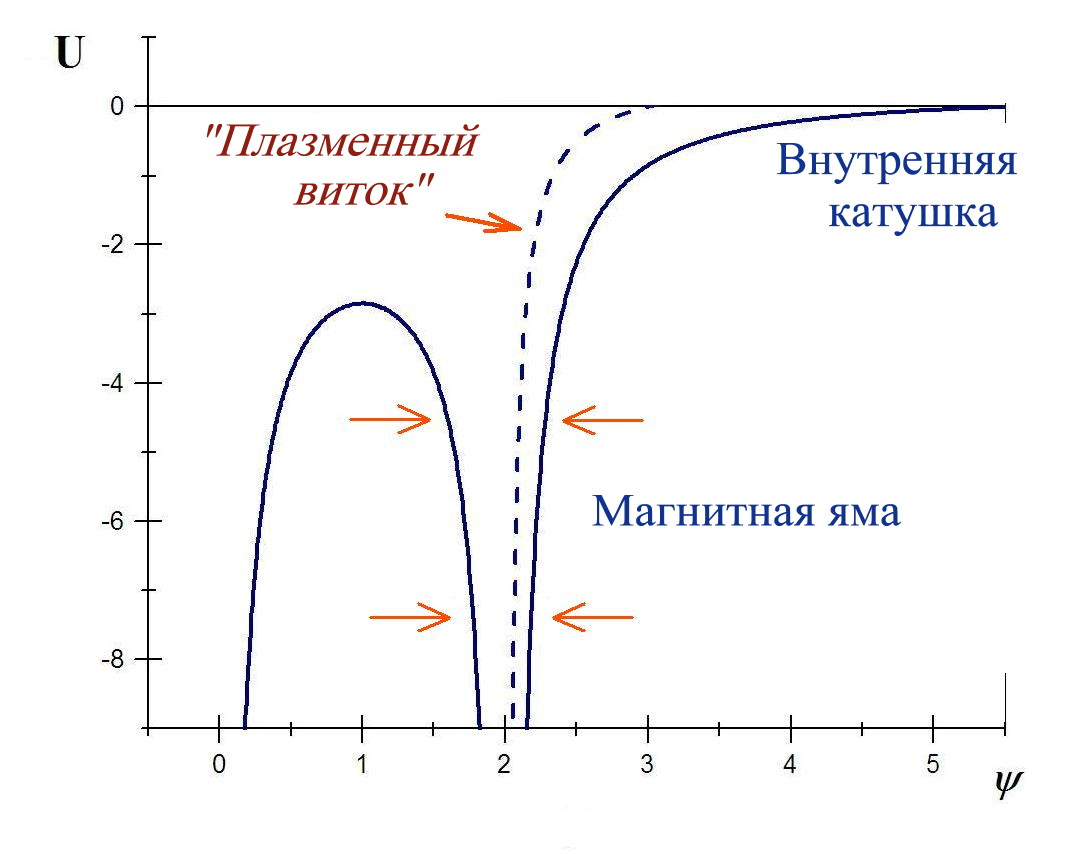 U
0
"Плазменный
виток"
Внутренняя
катушка
-2
-4
Магнитная яма
-6
-8
0 1 2 3 4 5
ψ